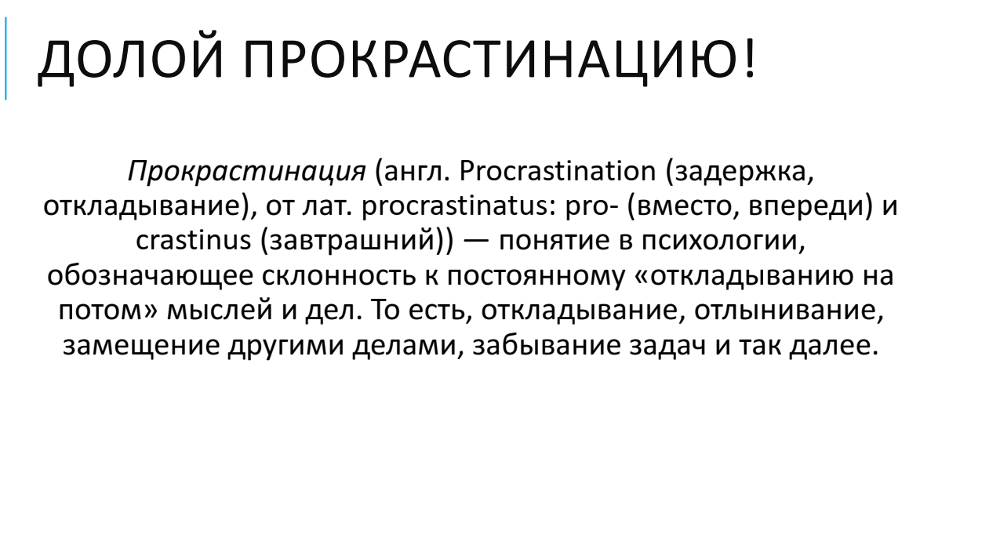 ДОЛОЙ ПРОКРАСТИНАЦИЮ!
Прокрастинация (англ. Procrastination (задержка,
откладывание), от лат. procrastinatus: pro- (вместо, впереди) и
crastinus (завтрашний)) — понятие в психологии,
обозначающее склонность к постоянному «откладыванию на
потом» мыслей и дел. То есть, откладывание, отлынивание,
замещение другими делами, забывание задач и так далее.